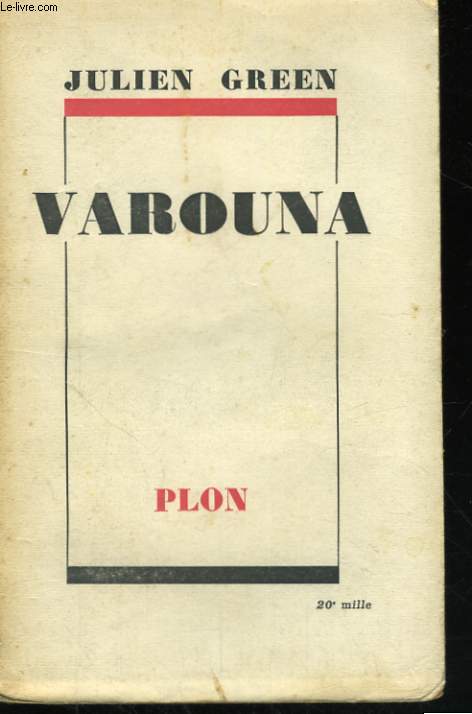 Le-livre.com
JULIEN GREEN
VAROUNA
PLON
20e mille